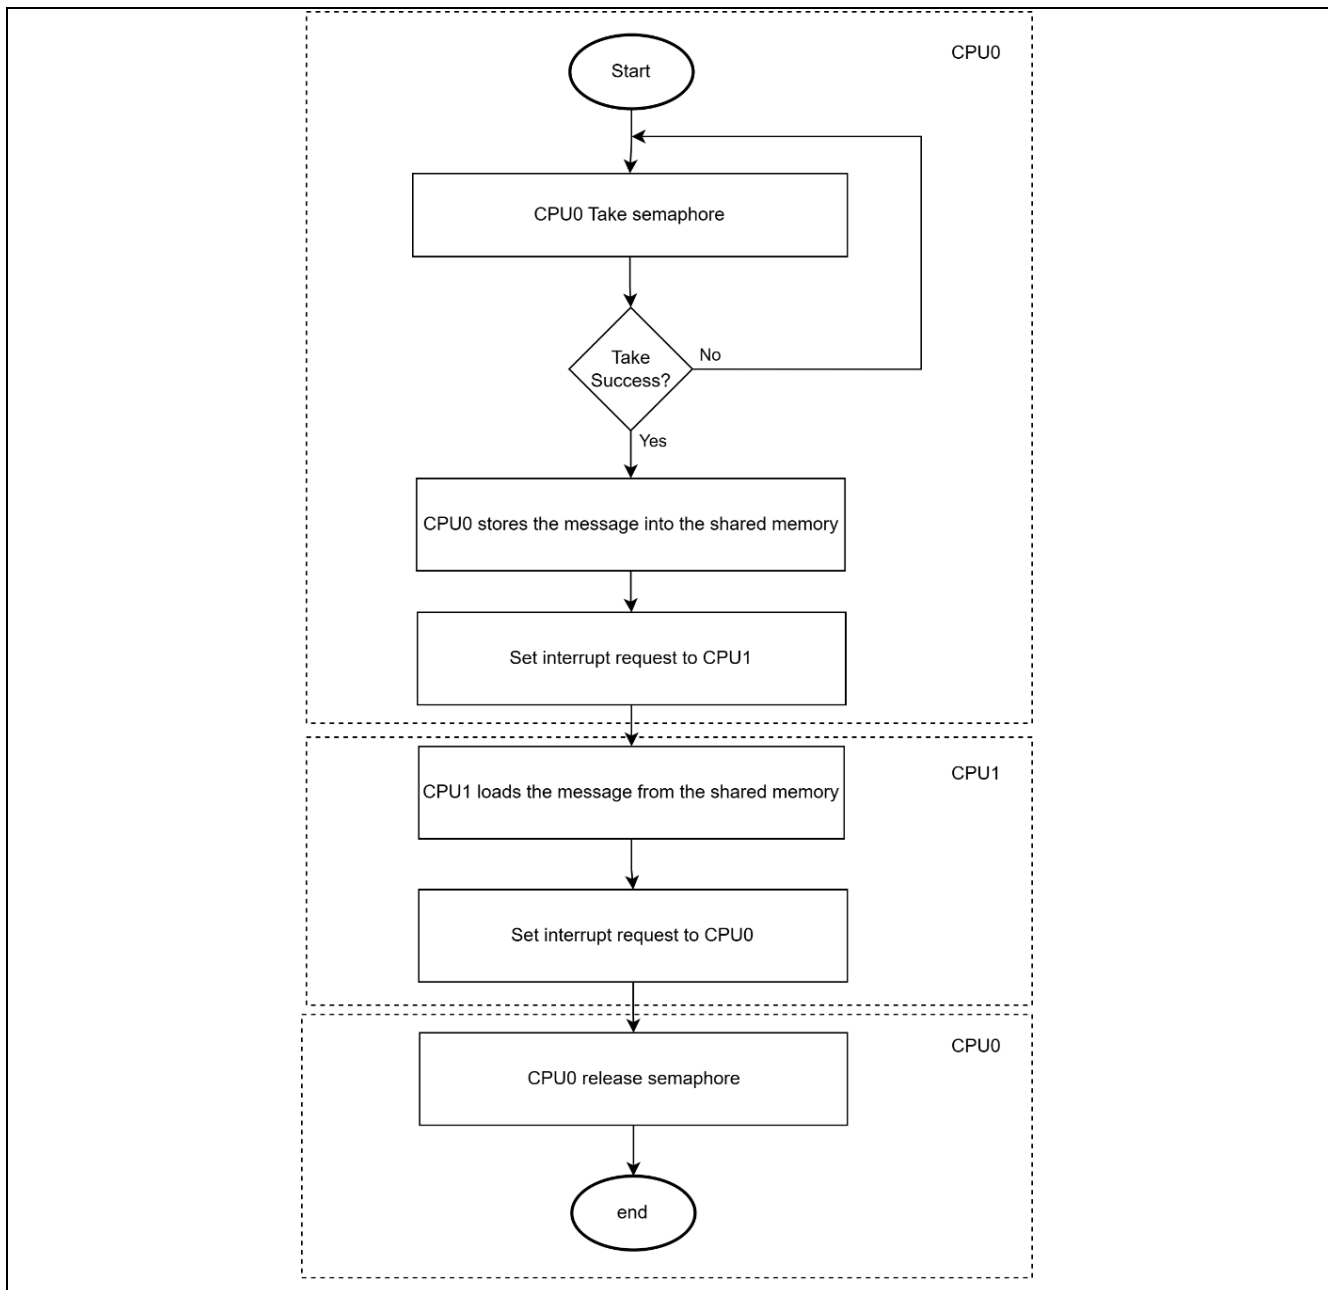 CPU0
Start
CPU0 Take semaphore
Take
Success?
No
Yes
CPU0 stores the message into the shared memory
Set interrupt request to CPU1
CPU1
CPU1 loads the message from the shared memory
Set interrupt request to CPU0
CPU0
CPU0 release semaphore
end